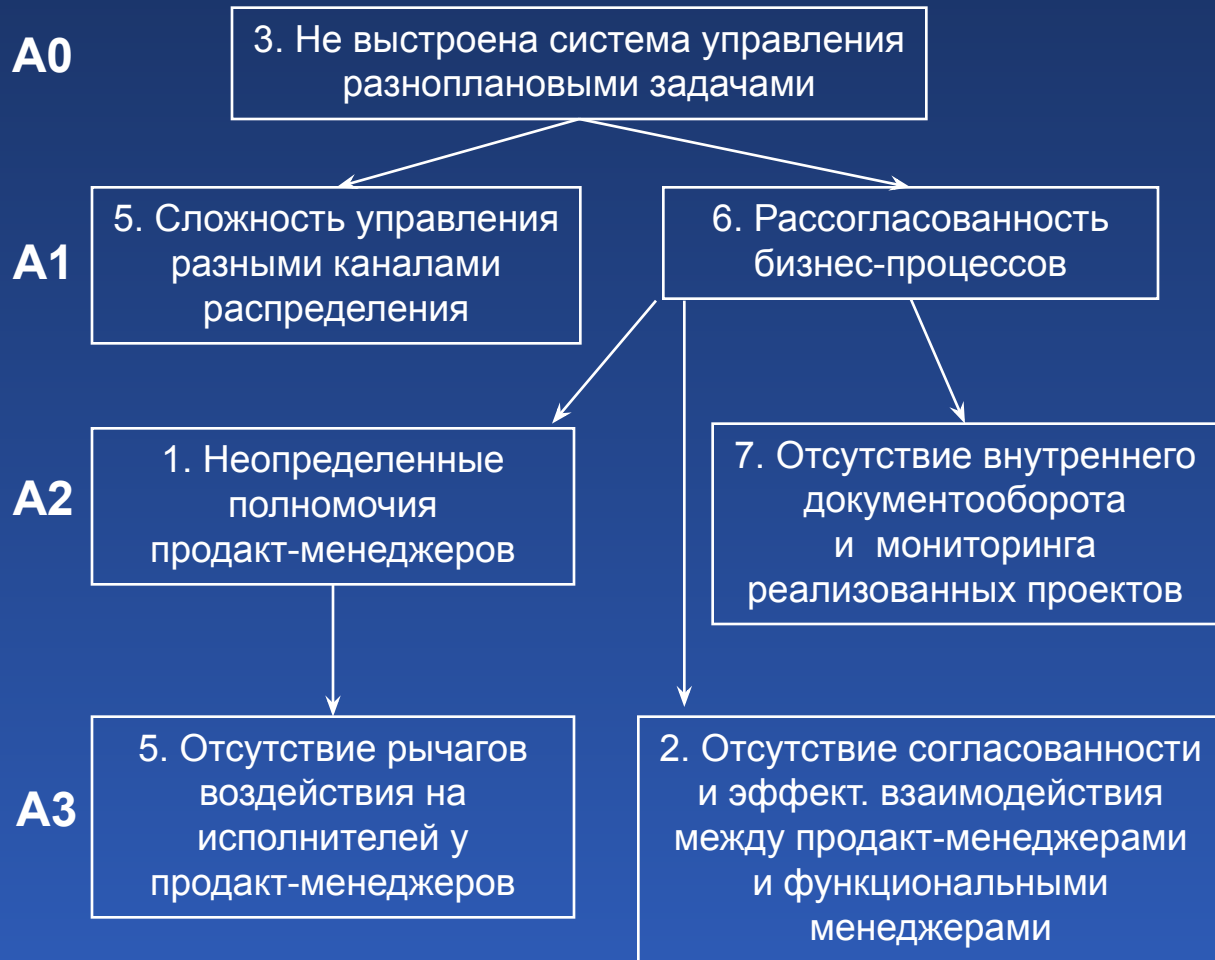 A0
3. Не выстроена система управления
разноплановыми задачами
A1
5. Сложность управления
разными каналами
распределения
6. Рассогласованность
бизнес-процессов
A2
1. Неопределенные
полномочия
продакт-менеджеров
7. Отсутствие внутреннего
документооборота
и мониторинга
реализованных проектов
A3
5. Отсутствие рычагов
воздействия на
исполнителей у
продакт-менеджеров
2. Отсутствие согласованности
и эффект. взаимодействия
между продакт-менеджерами
и функциональными
менеджерами